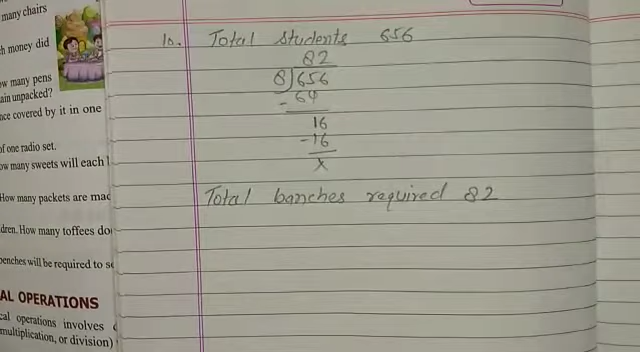 many chairs
h money did
ow many pens
ain unpacked?
nce covered by it in one
of one radio set.
ow many sweets will each
How many packets are mad
dren. How many toffees do
benches will be required to s
AL OPERATIONS
cal operations involves
multiplication, or division)
10. Total students 656
82
8)656
- 64
16
-16
x
Total banches required 82